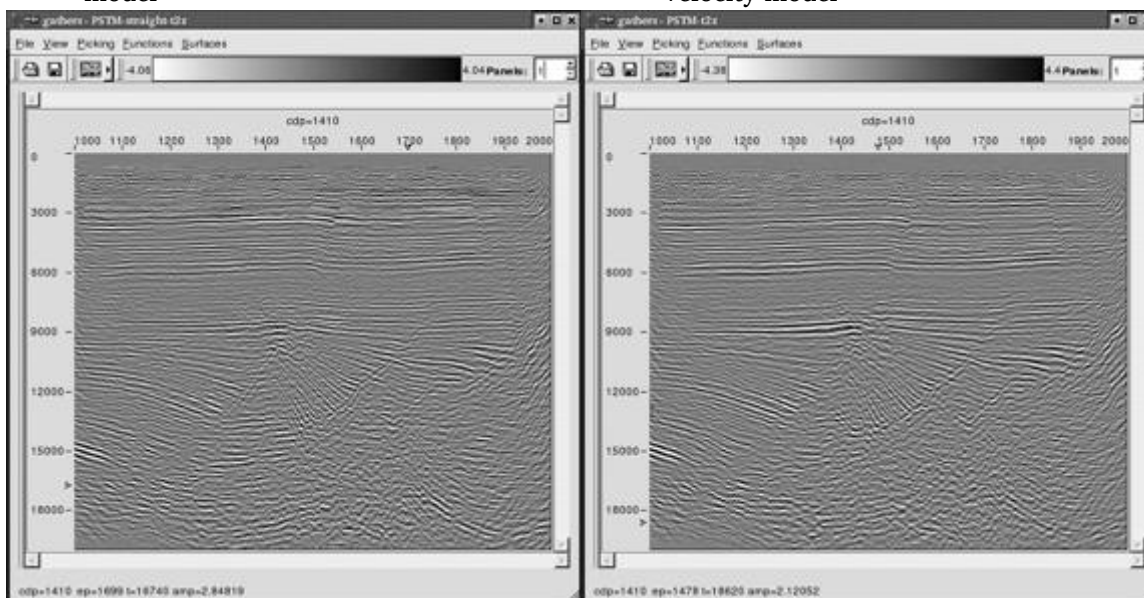 model
velocity model
gathers - PSTM-straight t2z
File View Picking Functions Surfaces
-4.06 4.04 Panels: 1
cdp=1410
1000 1100 1200 1300 1400 1500 1600 1700 1800 1900 2000
0
3000
6000
9000
12000
15000
18000
cdp=1410 ep=1699 t=16740 amp=2.84819
gathers - PSTM-t2z
File View Picking Functions Surfaces
-4.38 4.4 Panels: 1
cdp=1410
1000 1100 1200 1300 1400 1500 1600 1700 1800 1900 2000
0
3000
6000
9000
12000
15000
18000
cdp=1410 ep=1478 t=18620 amp=2.12052